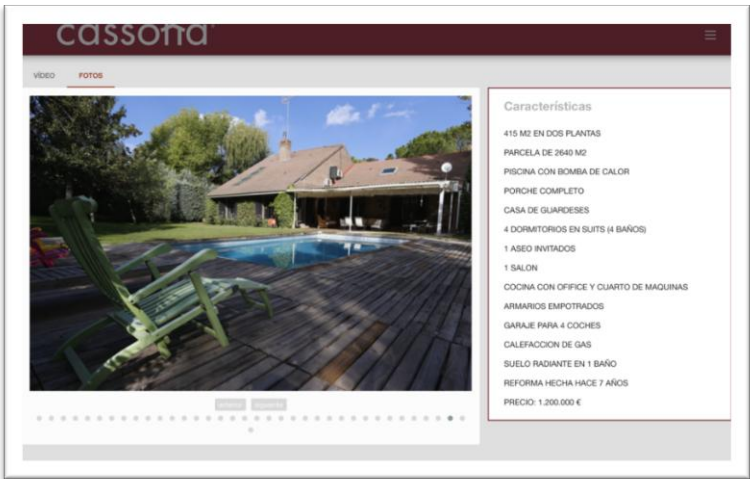 cassona
VÍDEO FOTOS
Características
415 M2 EN DOS PLANTAS
PARCELA DE 2640 M2
PISCINA CON BOMBA DE CALOR
PORCHE COMPLETO
CASA DE GUARDESES
4 DORMITORIOS EN SUITS (4 BAÑOS)
1 ASEO INVITADOS
1 SALON
COCINA CON OFIFICE Y CUARTO DE MAQUINAS
ARMARIOS EMPOTRADOS
GARAJE PARA 4 COCHES
CALEFACCION DE GAS
SUELO RADIANTE EN 1 BAÑO
REFORMA HECHA HACE 7 AÑOS
PRECIO: 1.200.000 €
anterior siguiente